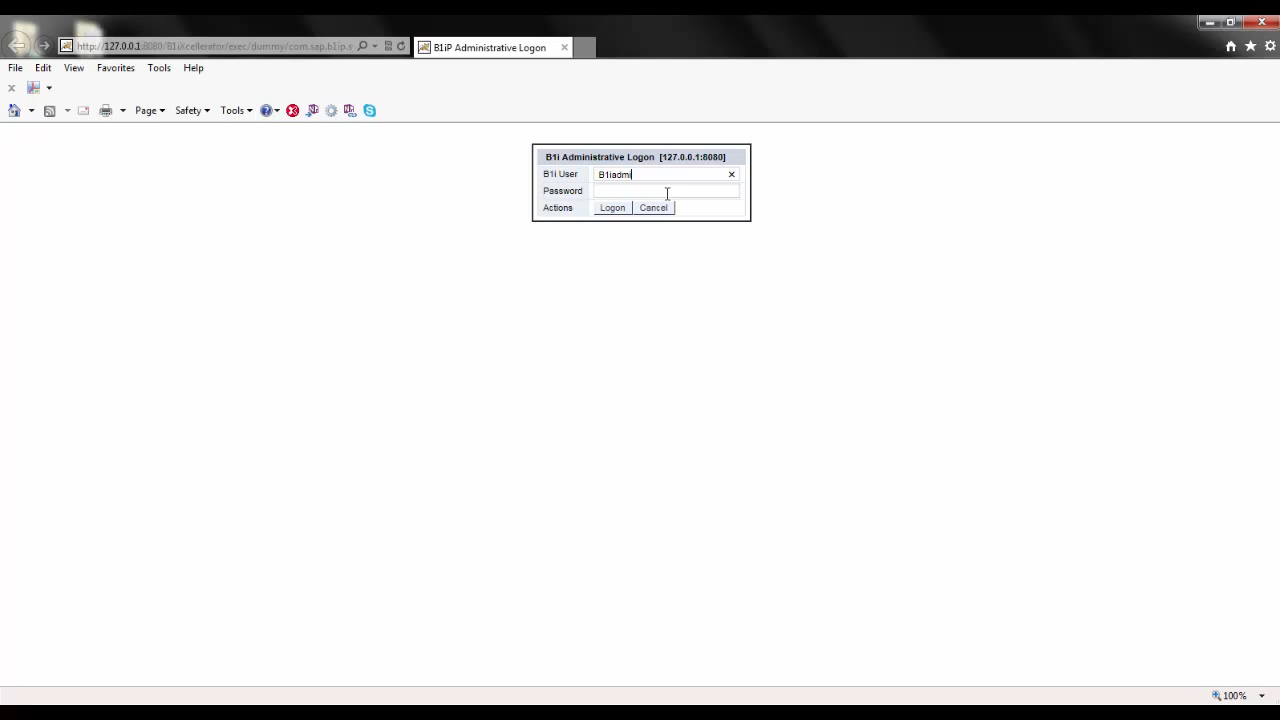 http://127.0.0.1:8080/B1iXcellerator/exec/dummy/com.sap.b1ip.s
B1iP Administrative Logon
File Edit View Favorites Tools Help
Page Safety Tools
B1i Administrative Logon [127.0.0.1:8080]
B1i User B1iadmi
Password
Actions Logon Cancel
100%